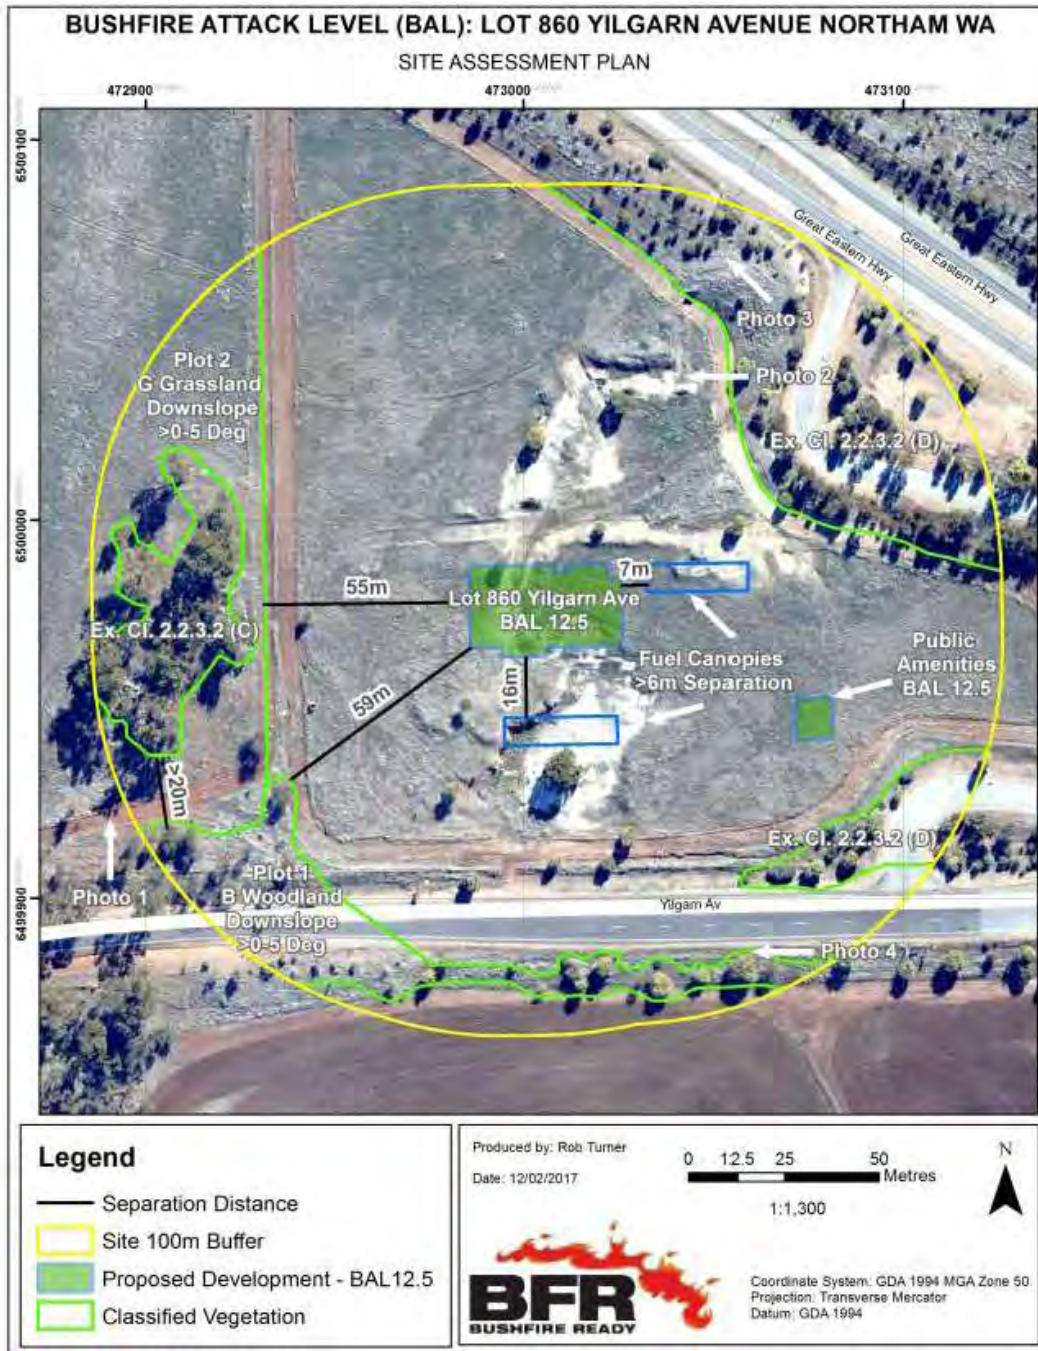 BUSHFIRE ATTACK LEVEL (BAL): LOT 860 YILGARN AVENUE NORTHAM WA
SITE ASSESSMENT PLAN
472900
473000
473100
6500100
6500000
6499900
Great Eastern Hwy
Great Eastern Hwy
Photo 3
Photo 2
Plot 2
G Grassland
Downslope
>0-5 Deg
Ex. Cl. 2.2.3.2 (D)
55m
7m
Lot 860 Yilgarn Ave
BAL 12.5
Ex. Cl. 2.2.3.2 (C)
Fuel Canopies
>6m Separation
Public
Amenities
BAL 12.5
59m
16m
>20m
Ex. Cl. 2.2.3.2 (D)
Photo 1
Plot 1
B Woodland
Downslope
>0-5 Deg
Yilgarn Av
Photo 4
Legend
Separation Distance
Site 100m Buffer
Proposed Development - BAL12.5
Classified Vegetation
Produced by: Rob Turner
Date: 12/02/2017
0 12.5 25 50
Metres
1:1,300
N
BFR
BUSHFIRE READY
Coordinate System: GDA 1994 MGA Zone 50
Projection: Transverse Mercator
Datum: GDA 1994